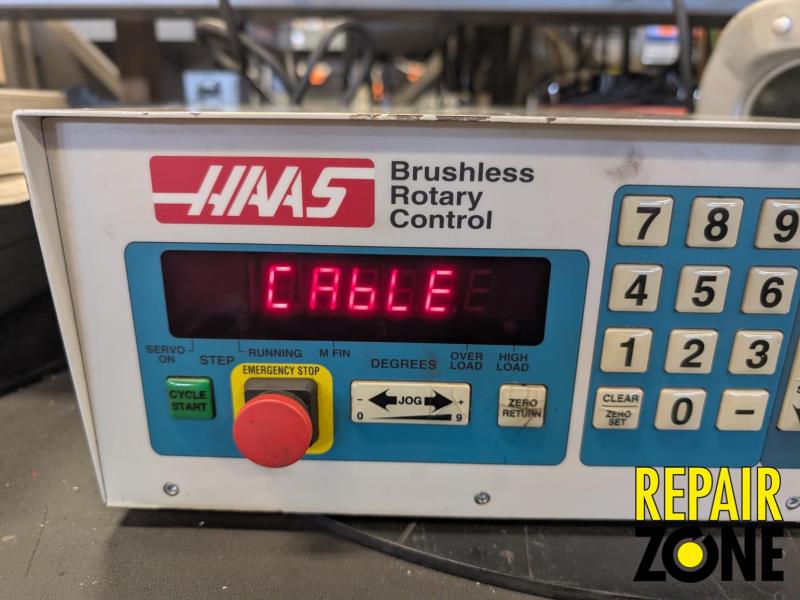 HAAS
Brushless
Rotary
Control
CAbLE
SERVO ON
STEP
RUNNING
M FIN
DEGREES
OVER LOAD
HIGH LOAD
CYCLE START
EMERGENCY STOP
- JOG +
0 9
ZERO RETURN
7 8 9
4 5 6
1 2 3
CLEAR
ZERO SET
0 -
REPAIR
ZONE